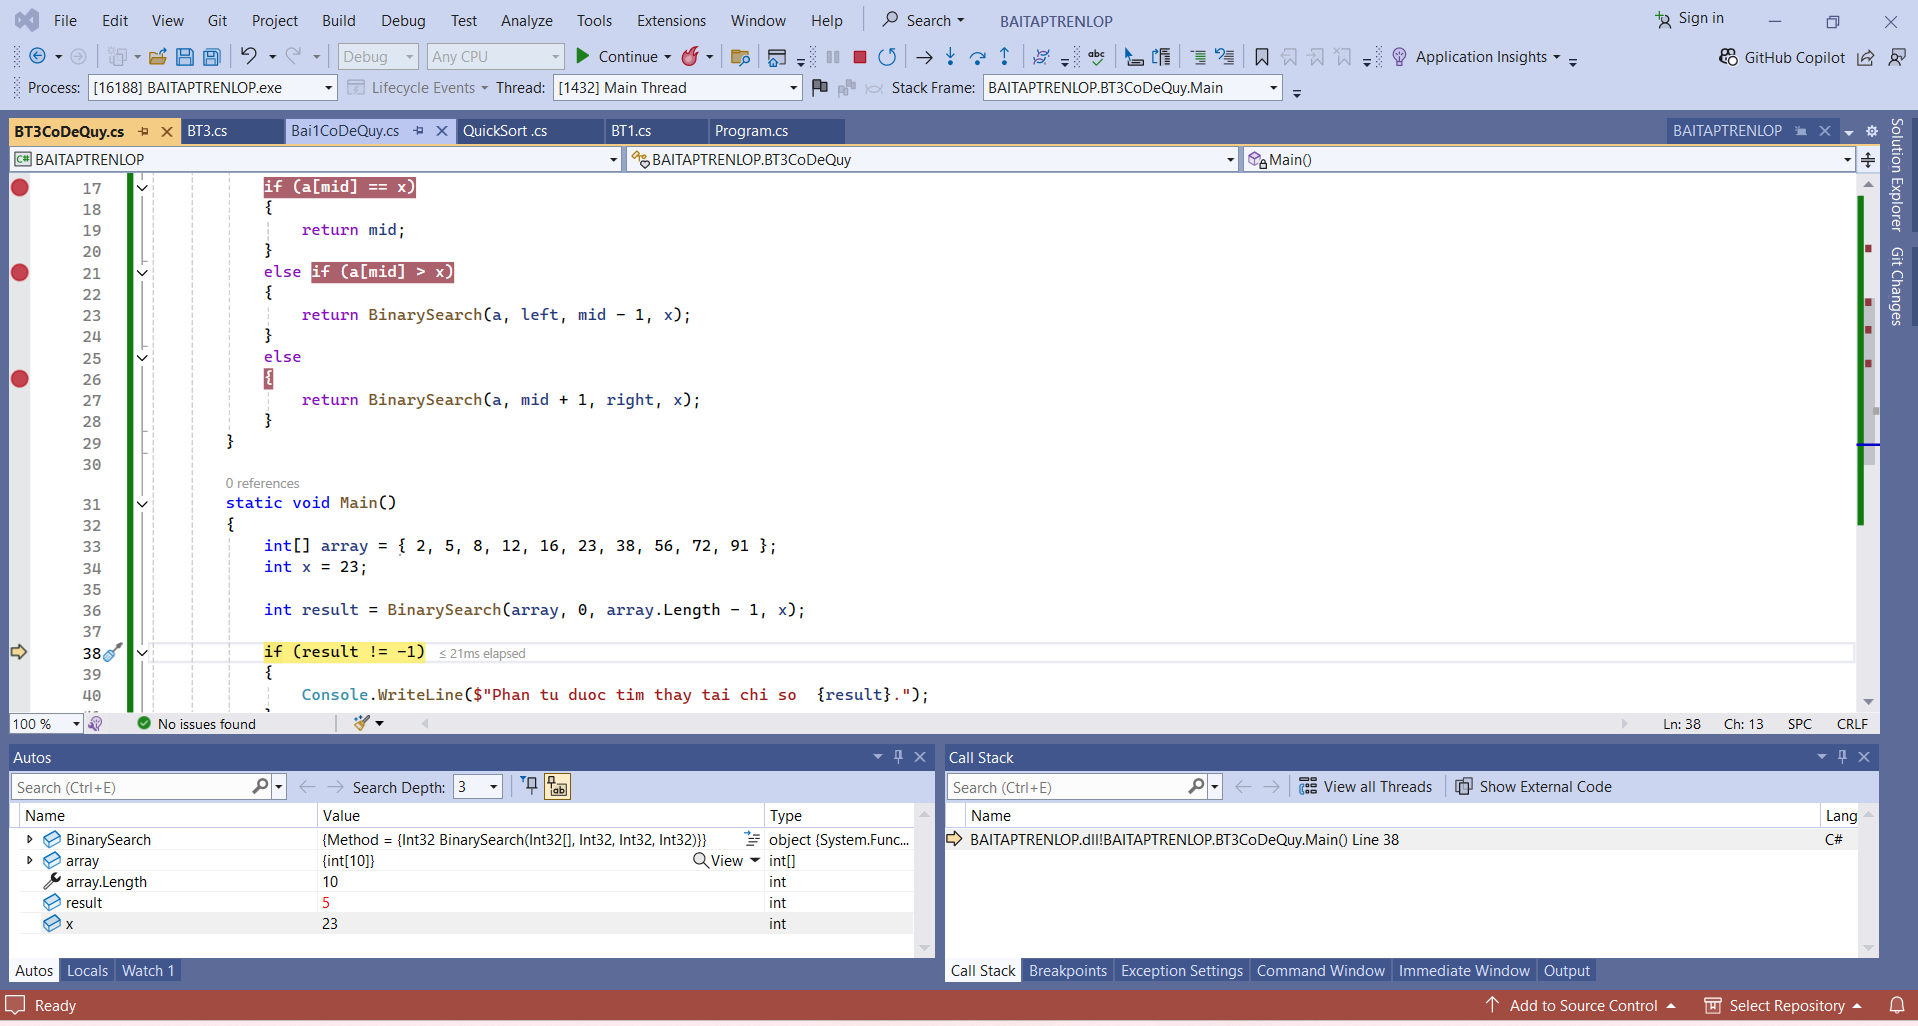 File Edit View Git Project Build Debug Test Analyze Tools Extensions Window Help Search BAITAPTRENLOP Sign in
Debug Any CPU Continue abc Application Insights GitHub Copilot
Process: [16188] BAITAPTRENLOP.exe Lifecycle Events Thread: [1432] Main Thread Stack Frame: BAITAPTRENLOP.BT3CoDeQuy.Main
BT3CoDeQuy.cs BT3.cs Bai1CoDeQuy.cs QuickSort .cs BT1.cs Program.cs BAITAPTRENLOP
C# BAITAPTRENLOP BAITAPTRENLOP.BT3CoDeQuy Main()
Solution Explorer
Git Changes
17 if (a[mid] == x)
18 {
19 return mid;
20 }
21 else if (a[mid] > x)
22 {
23 return BinarySearch(a, left, mid - 1, x);
24 }
25 else
26 {
27 return BinarySearch(a, mid + 1, right, x);
28 }
29 }
30
0 references
31 static void Main()
32 {
33 int[] array = { 2, 5, 8, 12, 16, 23, 38, 56, 72, 91 };
34 int x = 23;
35
36 int result = BinarySearch(array, 0, array.Length - 1, x);
37
38 if (result != -1) ≤ 21ms elapsed
39 {
40 Console.WriteLine($"Phan tu duoc tim thay tai chi so  {result}.");
100 % No issues found Ln: 38 Ch: 13 SPC CRLF
Autos
Search (Ctrl+E) Search Depth: 3
Name Value Type
BinarySearch {Method = {Int32 BinarySearch(Int32[], Int32, Int32, Int32)}} object {System.Func...
array {int[10]} View int[]
array.Length 10 int
result 5 int
x 23 int
Autos Locals Watch 1
Call Stack
Search (Ctrl+E) View all Threads Show External Code
Name Lang
BAITAPTRENLOP.dll!BAITAPTRENLOP.BT3CoDeQuy.Main() Line 38 C#
Call Stack Breakpoints Exception Settings Command Window Immediate Window Output
Ready Add to Source Control Select Repository